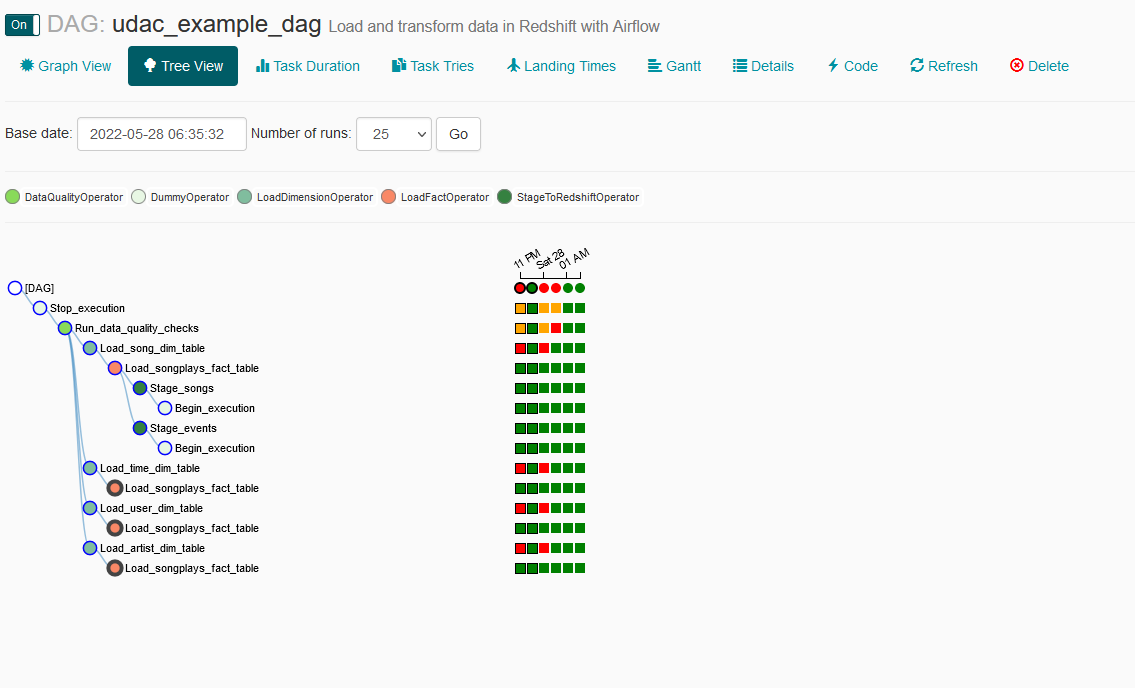 On DAG: udac_example_dag Load and transform data in Redshift with Airflow
Graph View Tree View Task Duration Task Tries Landing Times Gantt Details Code Refresh Delete
Base date: 2022-05-28 06:35:32 Number of runs: 25 Go
DataQualityOperator DummyOperator LoadDimensionOperator LoadFactOperator StageToRedshiftOperator
11 PM Sat 28 01 AM
[DAG]
Stop_execution
Run_data_quality_checks
Load_song_dim_table
Load_songplays_fact_table
Stage_songs
Begin_execution
Stage_events
Begin_execution
Load_time_dim_table
Load_songplays_fact_table
Load_user_dim_table
Load_songplays_fact_table
Load_artist_dim_table
Load_songplays_fact_table